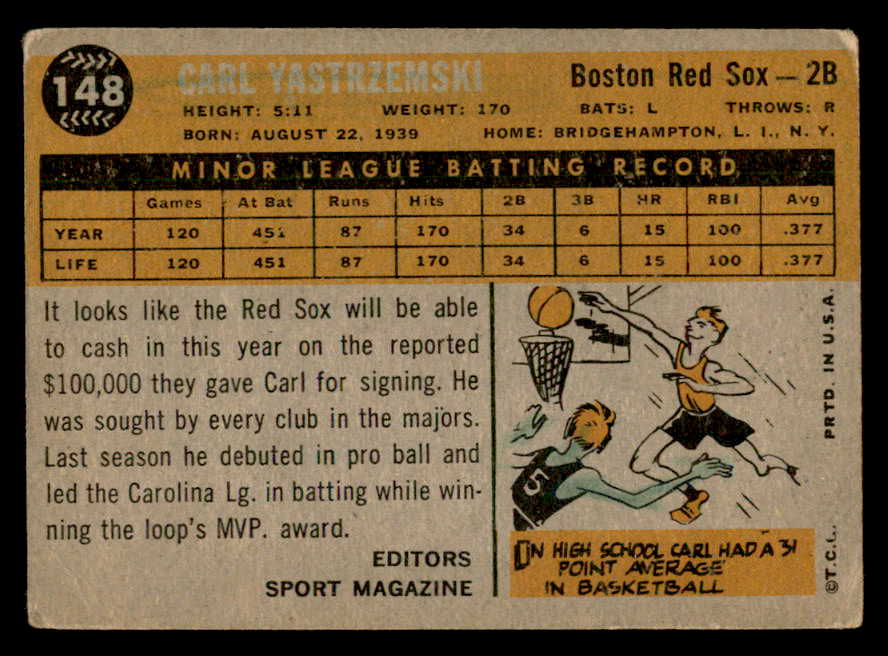 148
CARL YASTRZEMSKI
Boston Red Sox — 2B
HEIGHT: 5:11 WEIGHT: 170 BATS: L THROWS: R
BORN: AUGUST 22, 1939 HOME: BRIDGEHAMPTON, L. I., N. Y.
MINOR LEAGUE BATTING RECORD
Games At Bat Runs Hits 2B 3B HR RBI Avg
YEAR 120 451 87 170 34 6 15 100 .377
LIFE 120 451 87 170 34 6 15 100 .377
It looks like the Red Sox will be able
to cash in this year on the reported
$100,000 they gave Carl for signing. He
was sought by every club in the majors.
Last season he debuted in pro ball and
led the Carolina Lg. in batting while win-
ning the loop's MVP. award.
EDITORS
SPORT MAGAZINE
5
IN HIGH SCHOOL CARL HAD A 31
POINT AVERAGE
IN BASKETBALL
©T.C.G. PRTD. IN U.S.A.